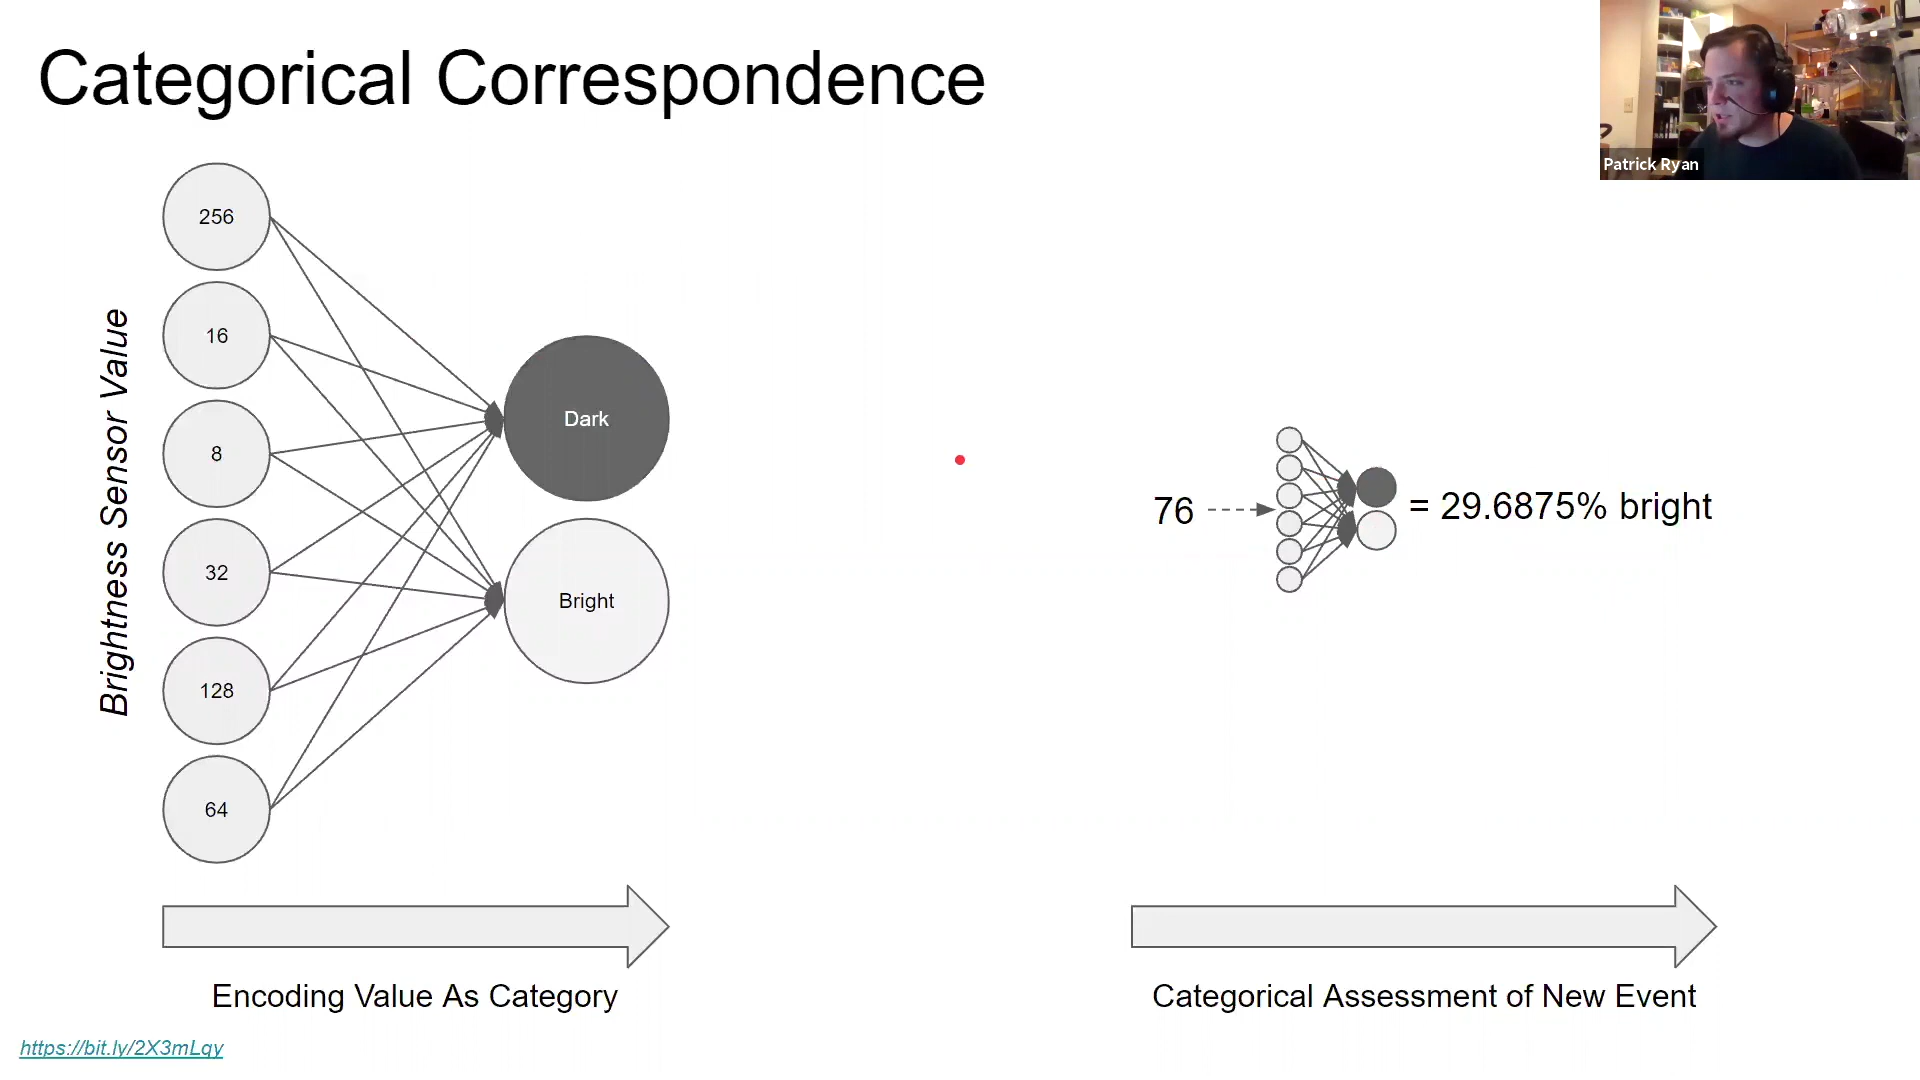 Categorical Correspondence
Patrick Ryan
Brightness Sensor Value
256
16
8
32
128
64
Dark
Bright
76
= 29.6875% bright
Encoding Value As Category
Categorical Assessment of New Event
https://bit.ly/2X3mLqy